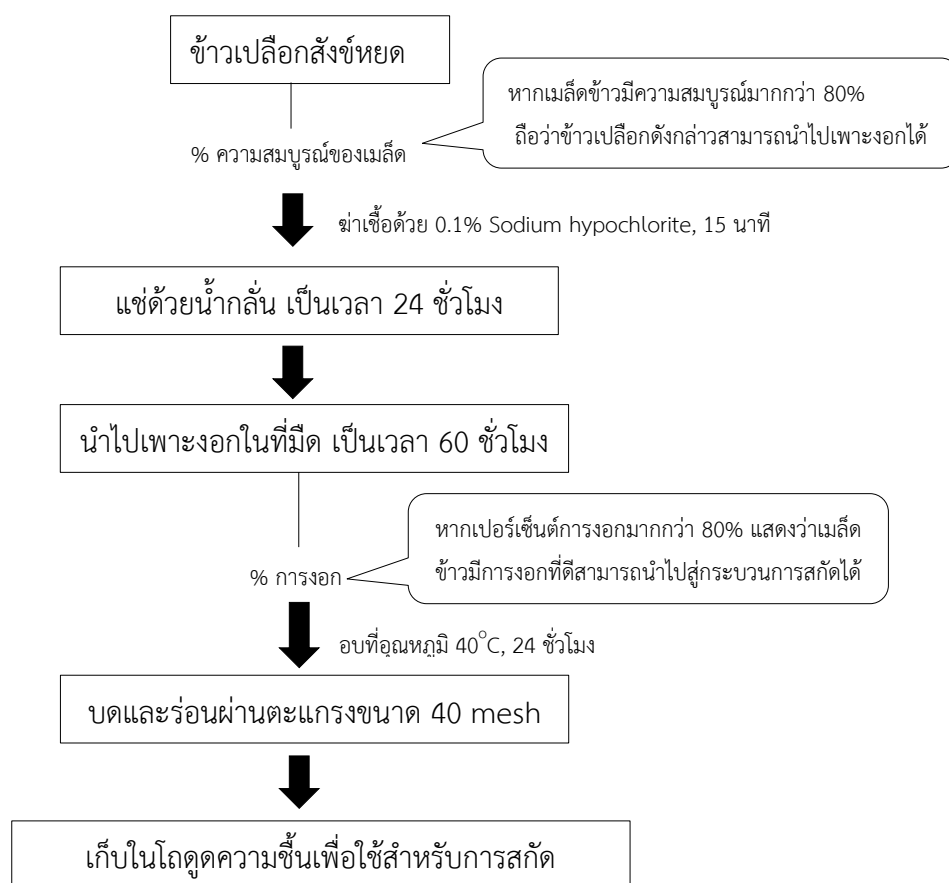 ข้าวเปลือกสังข์หยด
หากเมล็ดข้าวมีความสมบูรณ์มากกว่า 80%
ถือว่าข้าวเปลือกดังกล่าวสามารถนำไปเพาะงอกได้
% ความสมบูรณ์ของเมล็ด
ฆ่าเชื้อด้วย 0.1% Sodium hypochlorite, 15 นาที
แช่ด้วยน้ำกลั่น เป็นเวลา 24 ชั่วโมง
นำไปเพาะงอกในที่มืด เป็นเวลา 60 ชั่วโมง
หากเปอร์เซ็นต์การงอกมากกว่า 80% แสดงว่าเมล็ด
ข้าวมีการงอกที่ดีสามารถนำไปสู่กระบวนการสกัดได้
% การงอก
อบที่อุณหภูมิ 40°C, 24 ชั่วโมง
บดและร่อนผ่านตะแกรงขนาด 40 mesh
เก็บในโถดูดความชื้นเพื่อใช้สำหรับการสกัด